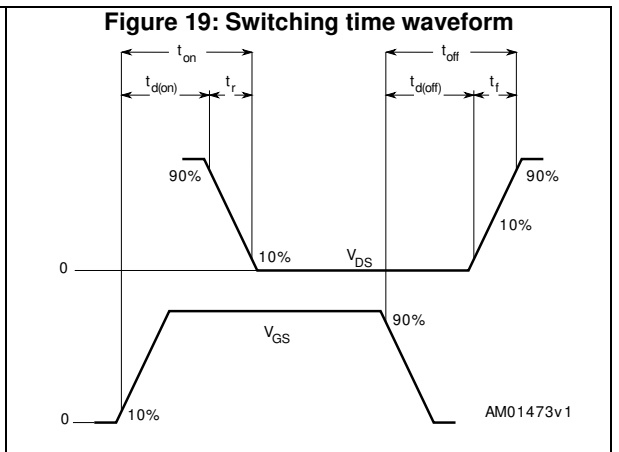 Figure 19: Switching time waveform
t_on t_off
t_d(on) t_r t_d(off) t_f
90% 90%
10%
10% V_DS
0
90%
V_GS
10%
0
AM01473v1